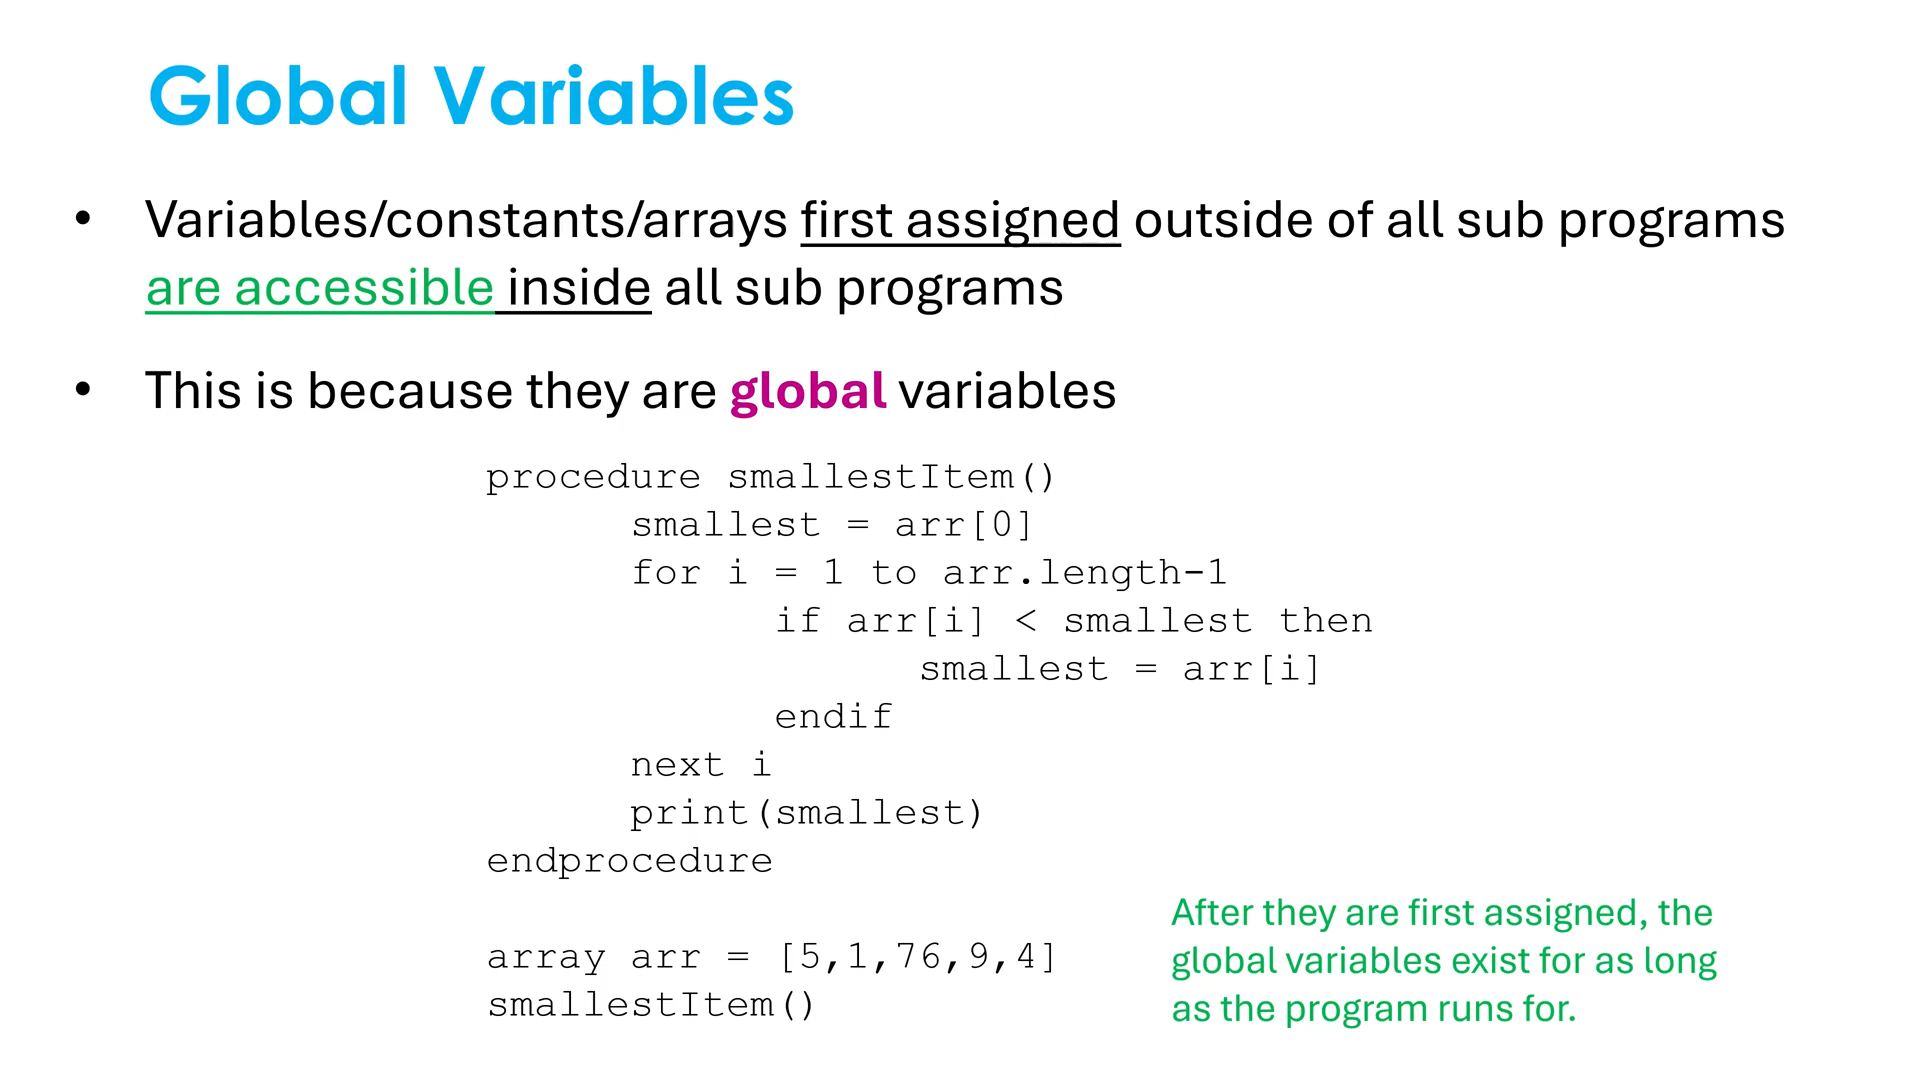 Global Variables
• Variables/constants/arrays first assigned outside of all sub programs
are accessible inside all sub programs
• This is because they are global variables
procedure smallestItem()
smallest = arr[0]
for i = 1 to arr.length-1
if arr[i] < smallest then
smallest = arr[i]
endif
next i
print(smallest)
endprocedure
array arr = [5,1,76,9,4]
smallestItem()
After they are first assigned, the
global variables exist for as long
as the program runs for.